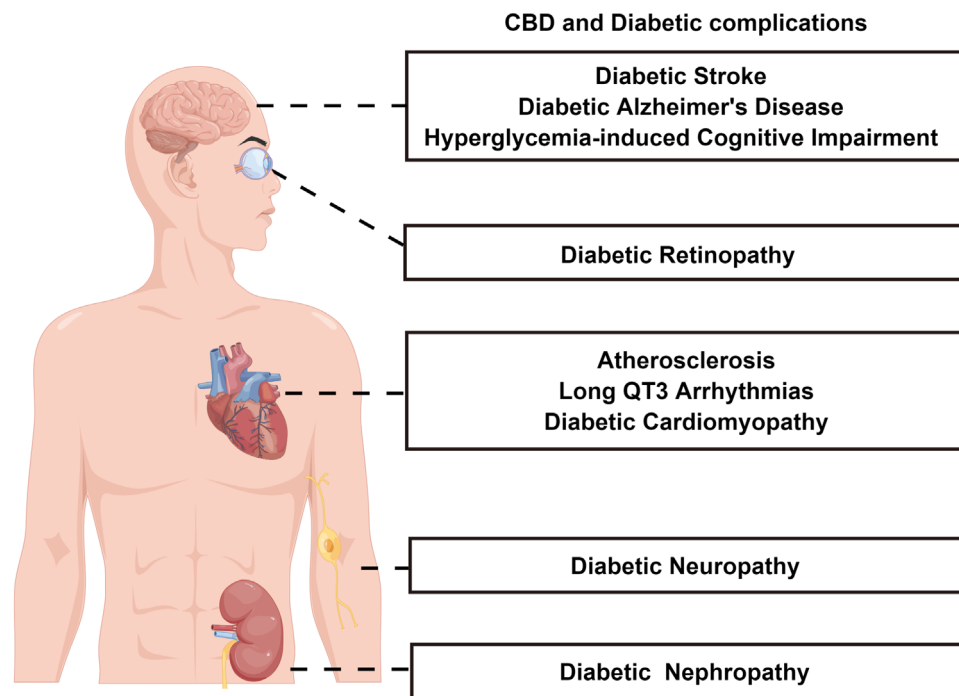 CBD and Diabetic complications
Diabetic Stroke
Diabetic Alzheimer's Disease
Hyperglycemia-induced Cognitive Impairment
Diabetic Retinopathy
Atherosclerosis
Long QT3 Arrhythmias
Diabetic Cardiomyopathy
Diabetic Neuropathy
Diabetic  Nephropathy